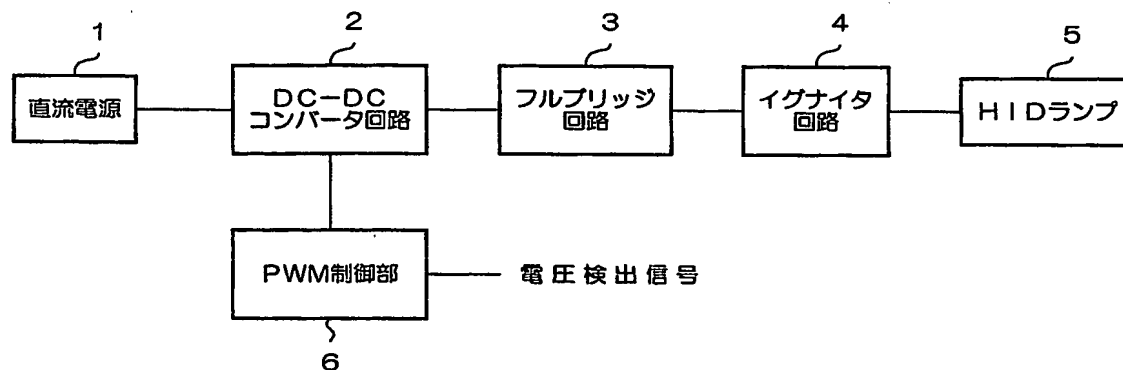 1
2
3
4
5
直流電源
DC-DC
コンバータ回路
フルブリッジ
回路
イグナイタ
回路
HIDランプ
PWM制御部
電圧検出信号
6